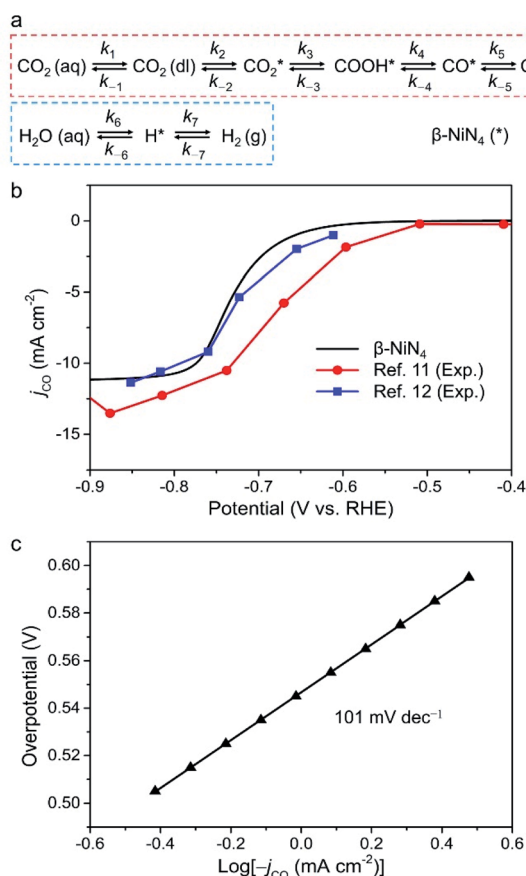 a
k1 k2 k3 k4 k5
CO2 (aq) CO2 (dl) CO2* COOH* CO*
k−1 k−2 k−3 k−4 k−5
k6 k7
H2O (aq) H* H2 (g) β-NiN4 (*)
k−6 k−7
b
0
-5
-10
-15
jCO (mA cm−2)
β-NiN4
Ref. 11 (Exp.)
Ref. 12 (Exp.)
-0.9 -0.8 -0.7 -0.6 -0.5 -0.4
Potential (V vs. RHE)
c
0.60
0.58
0.56
0.54
0.52
0.50
Overpotential (V)
101 mV dec−1
-0.6 -0.4 -0.2 0.0 0.2 0.4 0.6
Log[−jCO (mA cm−2)]